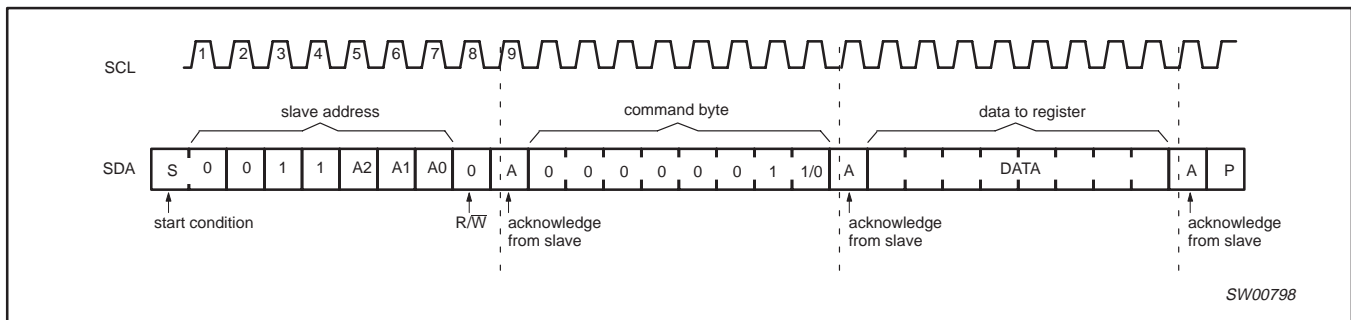 SCL 1 2 3 4 5 6 7 8 9
slave address command byte data to register
SDA S 0 0 1 1 A2 A1 A0 0 A 0 0 0 0 0 0 1 1/0 A DATA A P
start condition R/W̅ acknowledge from slave acknowledge from slave acknowledge from slave
SW00798